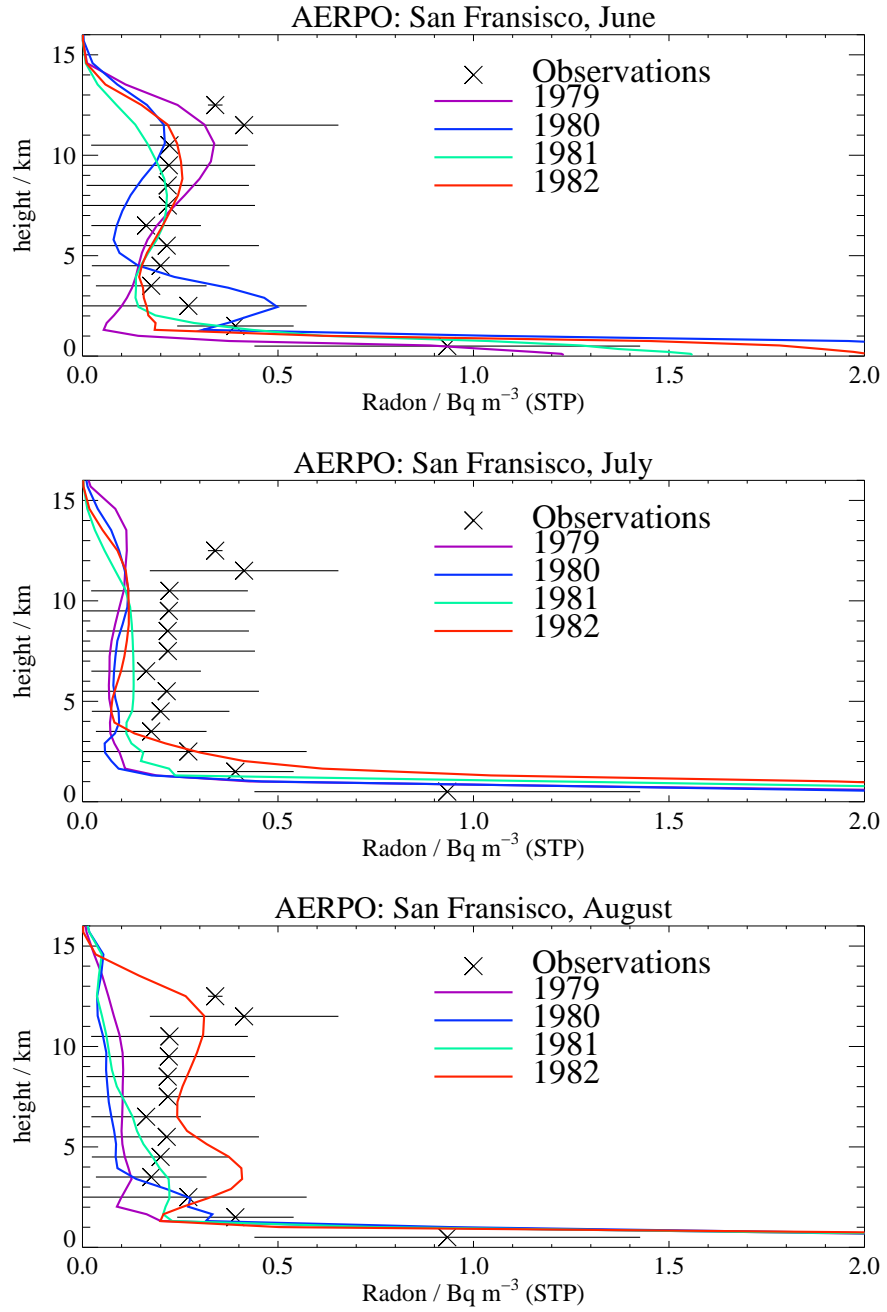 AERPO: San Fransisco, June
15
10
5
0
height / km
Observations
1979
1980
1981
1982
0.0 0.5 1.0 1.5 2.0
Radon / Bq m⁻³ (STP)
AERPO: San Fransisco, July
15
10
5
0
height / km
Observations
1979
1980
1981
1982
0.0 0.5 1.0 1.5 2.0
Radon / Bq m⁻³ (STP)
AERPO: San Fransisco, August
15
10
5
0
height / km
Observations
1979
1980
1981
1982
0.0 0.5 1.0 1.5 2.0
Radon / Bq m⁻³ (STP)